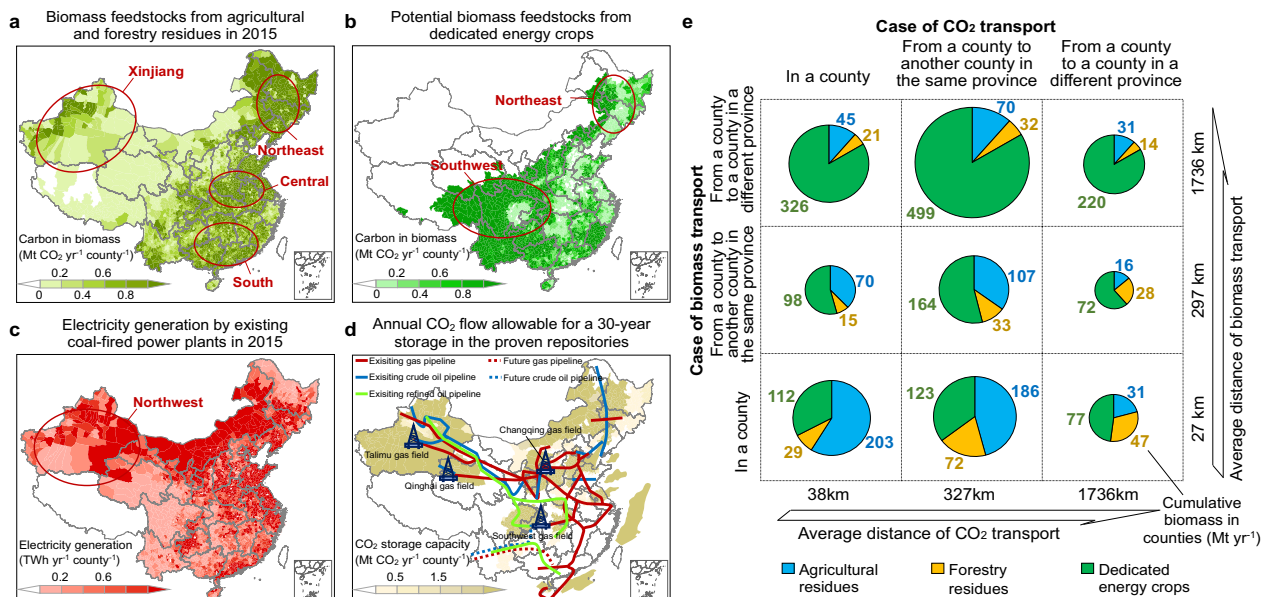 a
Biomass feedstocks from agricultural
and forestry residues in 2015
Xinjiang
Northeast
Central
South
Carbon in biomass
(Mt CO₂ yr⁻¹ county⁻¹)
0.2 0.6
0 0.4 0.8
b
Potential biomass feedstocks from
dedicated energy crops
Northeast
Southwest
Carbon in biomass
(Mt CO₂ yr⁻¹ county⁻¹)
0.2 0.6
0 0.4 0.8
c
Electricity generation by existing
coal-fired power plants in 2015
Northwest
Electricity generation
(TWh yr⁻¹ county⁻¹)
0.2 0.6
0 0.4 0.8
d
Annual CO₂ flow allowable for a 30-year
storage in the proven repositories
Exisiting gas pipeline
Future gas pipeline
Exisiting crude oil pipeline
Future crude oil pipeline
Exisiting refined oil pipeline
Changqing gas field
Talimu gas field
Qinghai gas field
Southwest gas field
CO₂ storage capacity
(Mt CO₂ yr⁻¹ county⁻¹)
0.5 1.5
0 1 2
e
Case of CO₂ transport
In a county
From a county to
another county in
the same province
From a county
to a county in a
different province
Case of biomass transport
From a county
to a county in a
different province
45
21
326
70
32
499
31
14
220
1736 km
From a county to
another county in
the same province
70
15
98
107
33
164
16
28
72
297 km
In a county
112
29
203
123
72
186
31
77
47
27 km
Average distance of biomass transport
38km
327km
1736km
Average distance of CO₂ transport
Cumulative
biomass in
counties (Mt yr⁻¹)
Agricultural
residues
Forestry
residues
Dedicated
energy crops